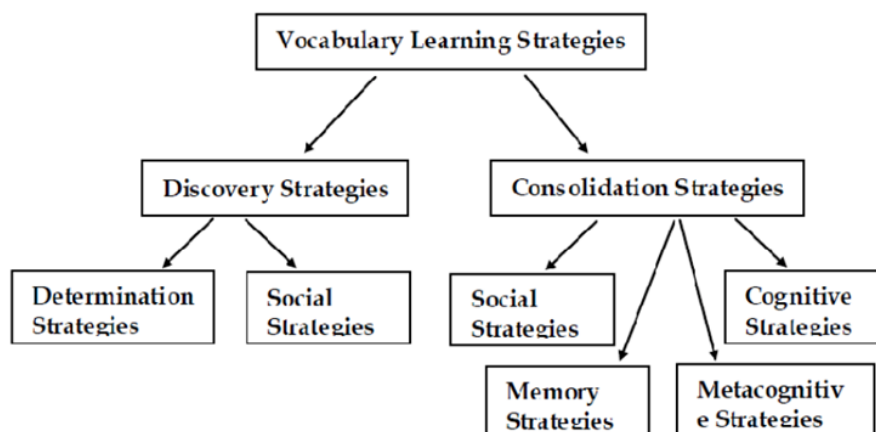 Vocabulary Learning Strategies
Discovery Strategies
Consolidation Strategies
Determination
Strategies
Social
Strategies
Social
Strategies
Cognitive
Strategies
Memory
Strategies
Metacognitiv
e Strategies